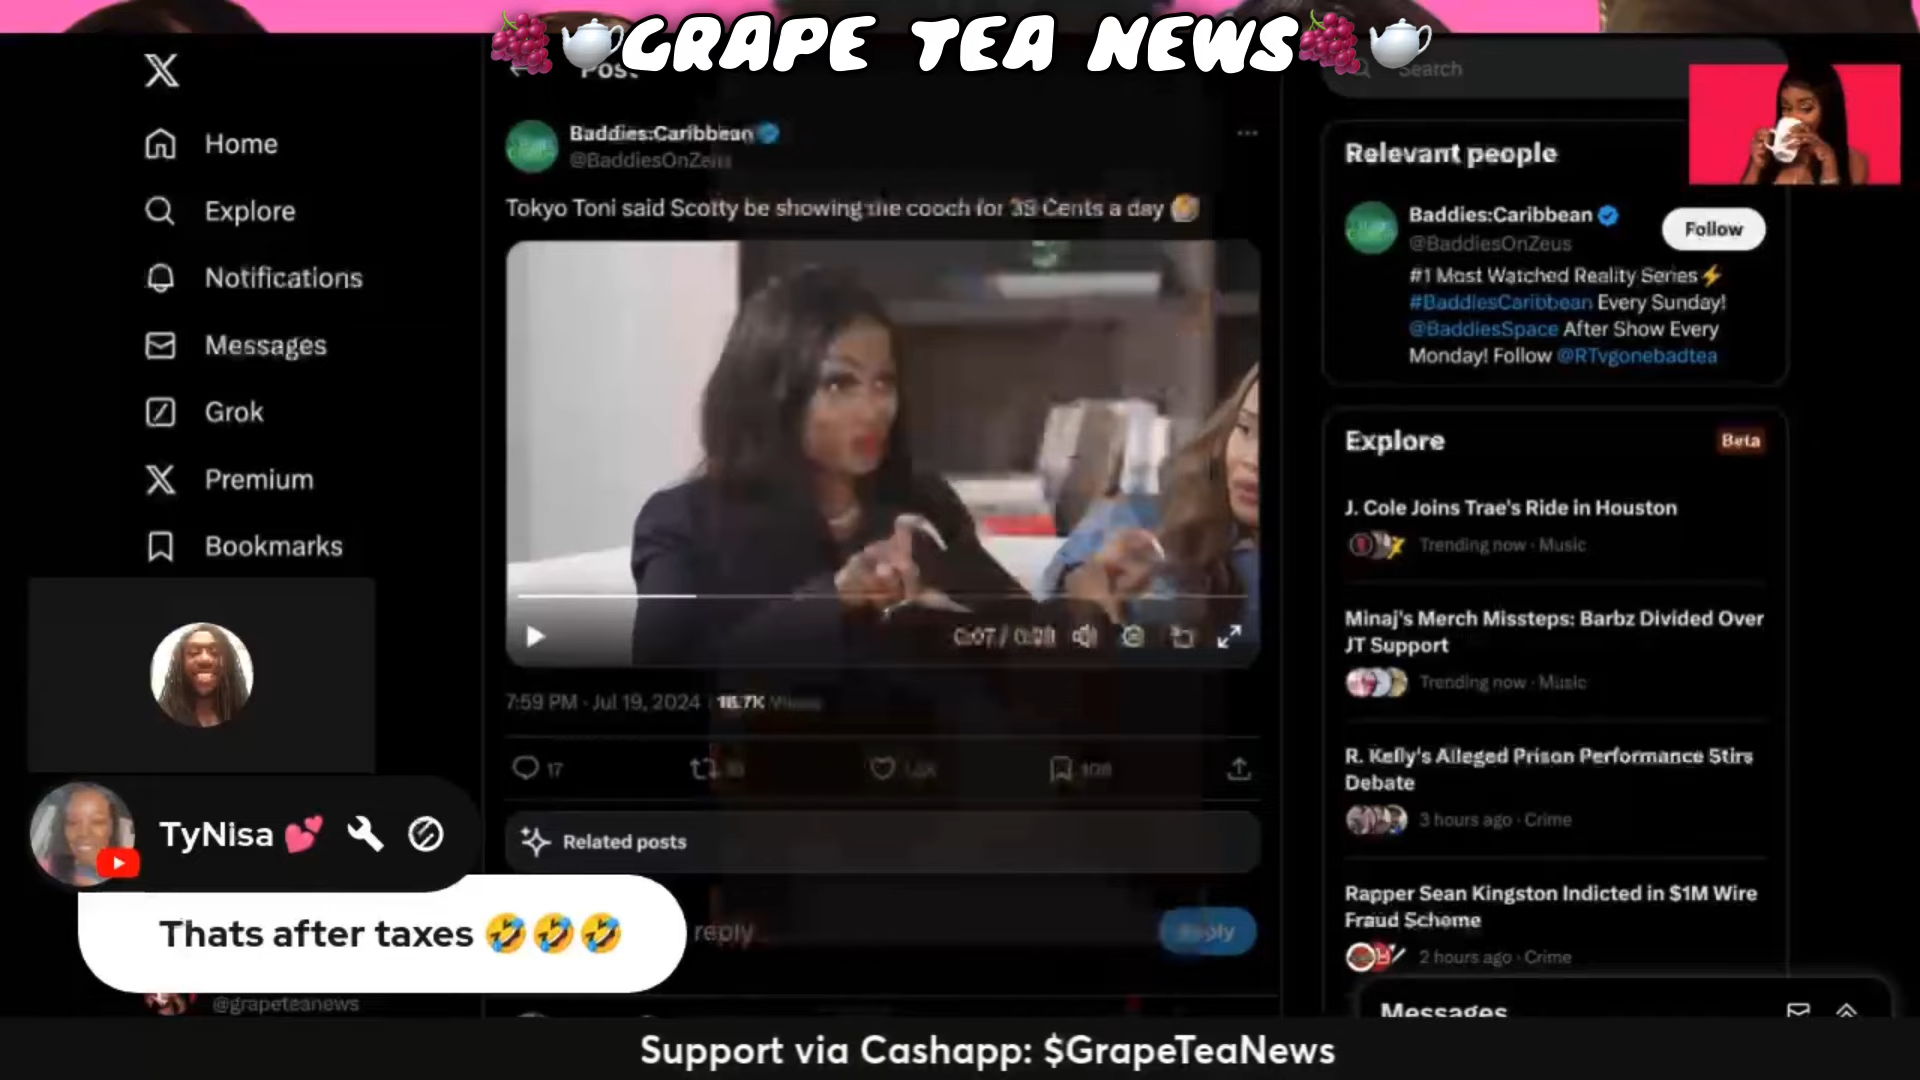 GRAPE TEA NEWS
Post
Search
Home
Explore
Notifications
Messages
Grok
Premium
Bookmarks
Baddies:Caribbean
@BaddiesOnZeus
Tokyo Toni said Scotty be showing the cooch for 35 Cents a day
7:59 PM · Jul 19, 2024
Views
17
108
Related posts
reply
Reply
Relevant people
Baddies:Caribbean
@BaddiesOnZeus
Follow
#1 Most Watched Reality Series⚡
#BaddiesCaribbean Every Sunday!
@BaddiesSpace After Show Every
Monday! Follow @RTvgonebadtea
Explore
Beta
J. Cole Joins Trae's Ride in Houston
Trending now · Music
Minaj's Merch Missteps: Barbz Divided Over
JT Support
Trending now · Music
R. Kelly's Alleged Prison Performance Stirs
Debate
3 hours ago · Crime
Rapper Sean Kingston Indicted in $1M Wire
Fraud Scheme
2 hours ago · Crime
Messages
TyNisa 💕
Thats after taxes 🤣🤣🤣
@grapeteanews
Support via Cashapp: $GrapeTeaNews